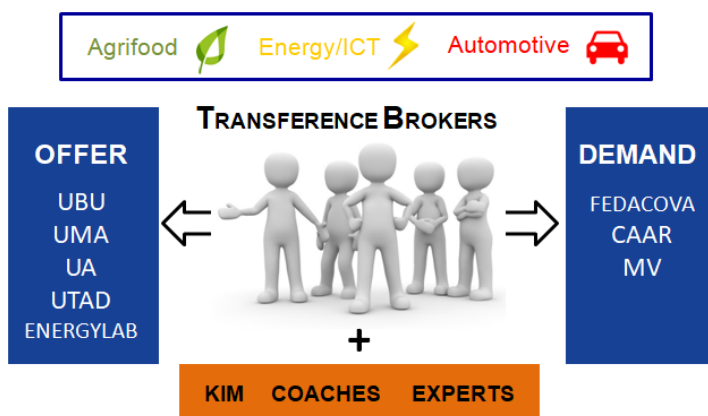 Agrifood Energy/ICT Automotive
TRANSFERENCE BROKERS
OFFER
UBU
UMA
UA
UTAD
ENERGYLAB
DEMAND
FEDACOVA
CAAR
MV
+
KIM COACHES EXPERTS